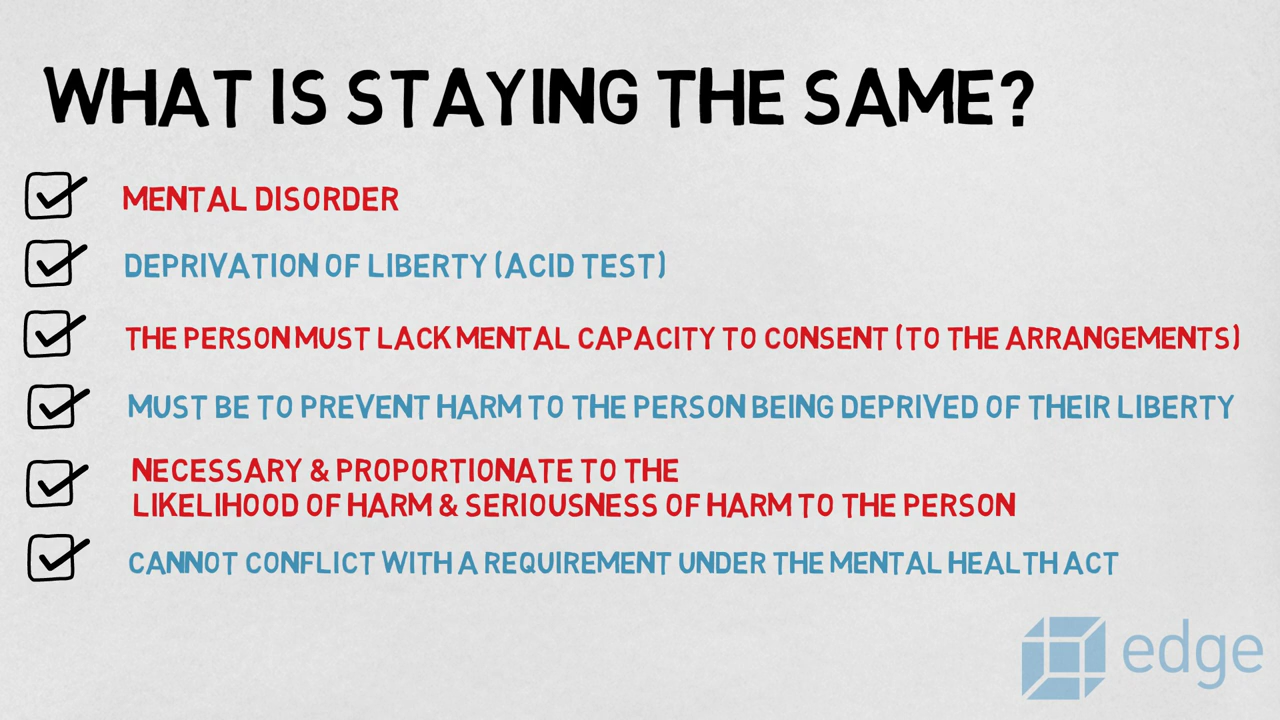 WHAT IS STAYING THE SAME?
MENTAL DISORDER
DEPRIVATION OF LIBERTY (ACID TEST)
THE PERSON MUST LACK MENTAL CAPACITY TO CONSENT (TO THE ARRANGEMENTS)
MUST BE TO PREVENT HARM TO THE PERSON BEING DEPRIVED OF THEIR LIBERTY
NECESSARY & PROPORTIONATE TO THE
LIKELIHOOD OF HARM & SERIOUSNESS OF HARM TO THE PERSON
CANNOT CONFLICT WITH A REQUIREMENT UNDER THE MENTAL HEALTH ACT
edge